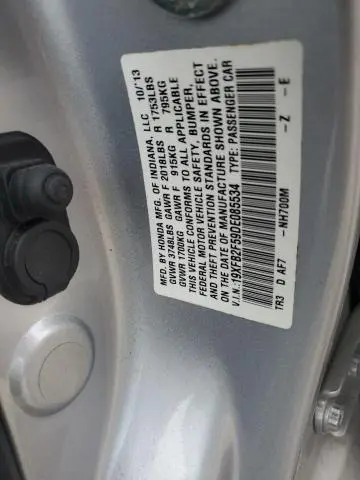 MFD. BY HONDA MFG. OF INDIANA, LLC 10/13
GVWR 3748LBS GAWR F 2018LBS R 1753LBS
GVWR 1700KG GAWR F 915KG R 795KG
THIS VEHICLE CONFORMS TO ALL APPLICABLE
FEDERAL MOTOR VEHICLE SAFETY, BUMPER,
AND THEFT PREVENTION STANDARDS IN EFFECT
ON THE DATE OF MANUFACTURE SHOWN ABOVE.
V.I.N.:19XFB2F59DE085534 TYPE: PASSENGER CAR
TR3 D AF7 -NH700M -Z -E